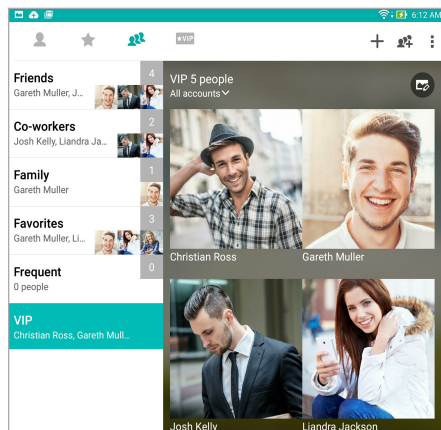 6:12 AM
VIP
Friends
4
Gareth Muller, J...
Co-workers
2
Josh Kelly, Liandra Ja...
Family
1
Gareth Muller
Favorites
3
Gareth Muller, Li...
Frequent
0
0 people
VIP
Christian Ross, Gareth Mull...
VIP 5 people
All accounts
Christian Ross
Gareth Muller
Josh Kelly
Liandra Jackson